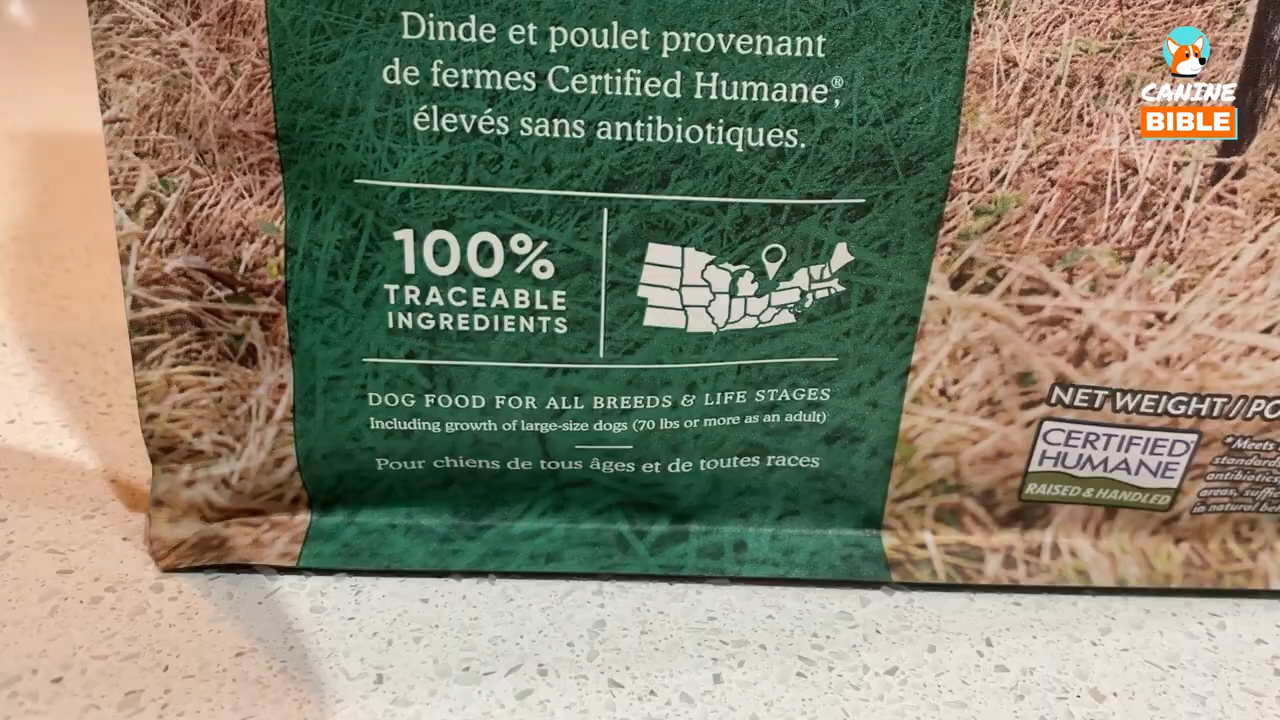 Dinde et poulet provenant
de fermes Certified Humane®,
élevés sans antibiotiques.
100%
TRACEABLE
INGREDIENTS
DOG FOOD FOR ALL BREEDS & LIFE STAGES
Including growth of large-size dogs (70 lbs or more as an adult)
Pour chiens de tous âges et de toutes races
NET WEIGHT / PO
CERTIFIED
HUMANE
RAISED & HANDLED
*Meets
standard
antibiotics
areas, suffi
in natural be
CANINE
BIBLE